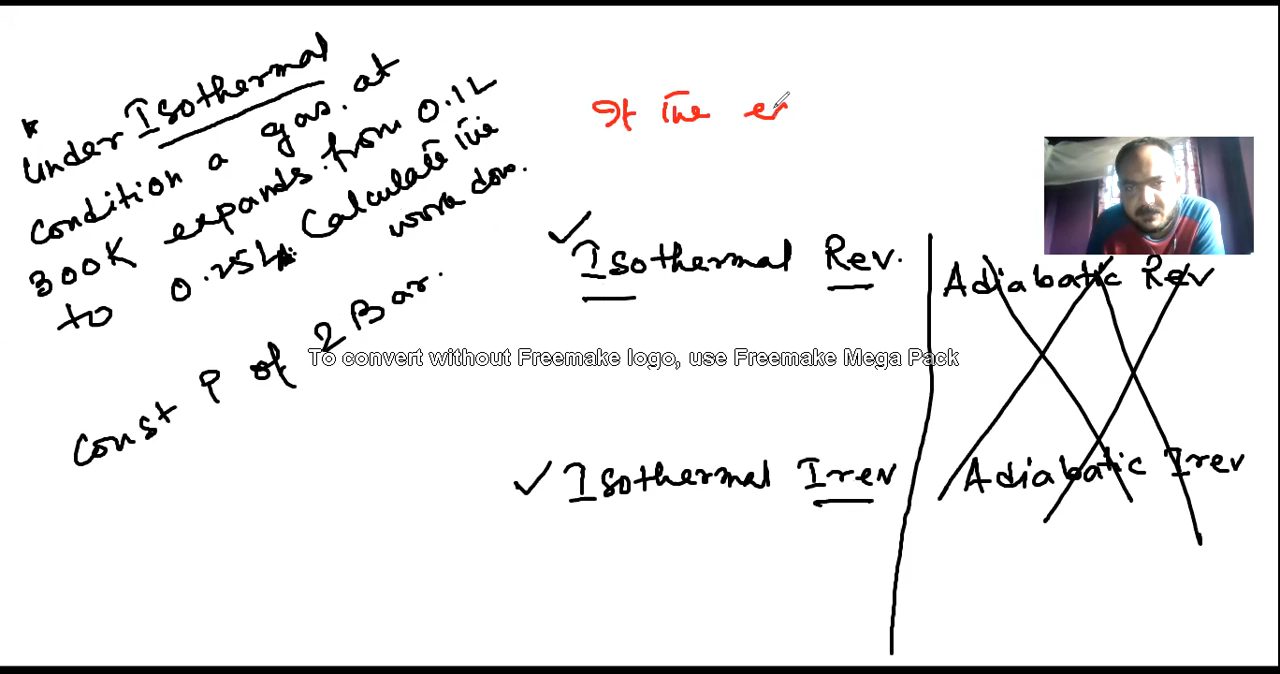 * Under Isothermal
condition a gas at
300K expands from 0.1L
to 0.25L. Calculate the
work done.
Const P of 2 Bar.
If the
Isothermal Rev.
Adiabatic Rev
To convert without Freemake logo, use Freemake Mega Pack
Isothermal Irev
Adiabatic Irev